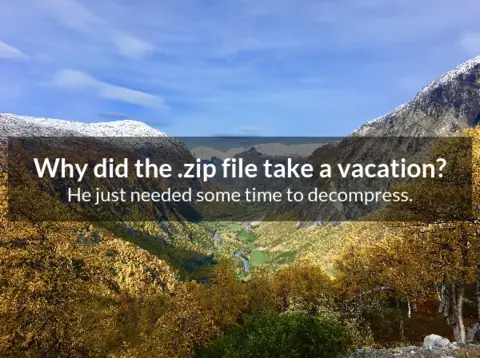 Why did the .zip file take a vacation?
He just needed some time to decompress.